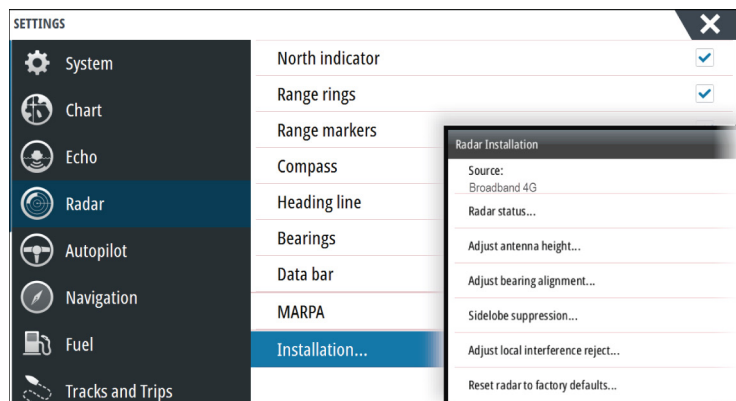 SETTINGS
System
Chart
Echo
Radar
Autopilot
Navigation
Fuel
Tracks and Trips
North indicator
Range rings
Range markers
Compass
Heading line
Bearings
Data bar
MARPA
Installation...
Radar Installation
Source:
Broadband 4G
Radar status...
Adjust antenna height...
Adjust bearing alignment...
Sidelobe suppression...
Adjust local interference reject...
Reset radar to factory defaults...